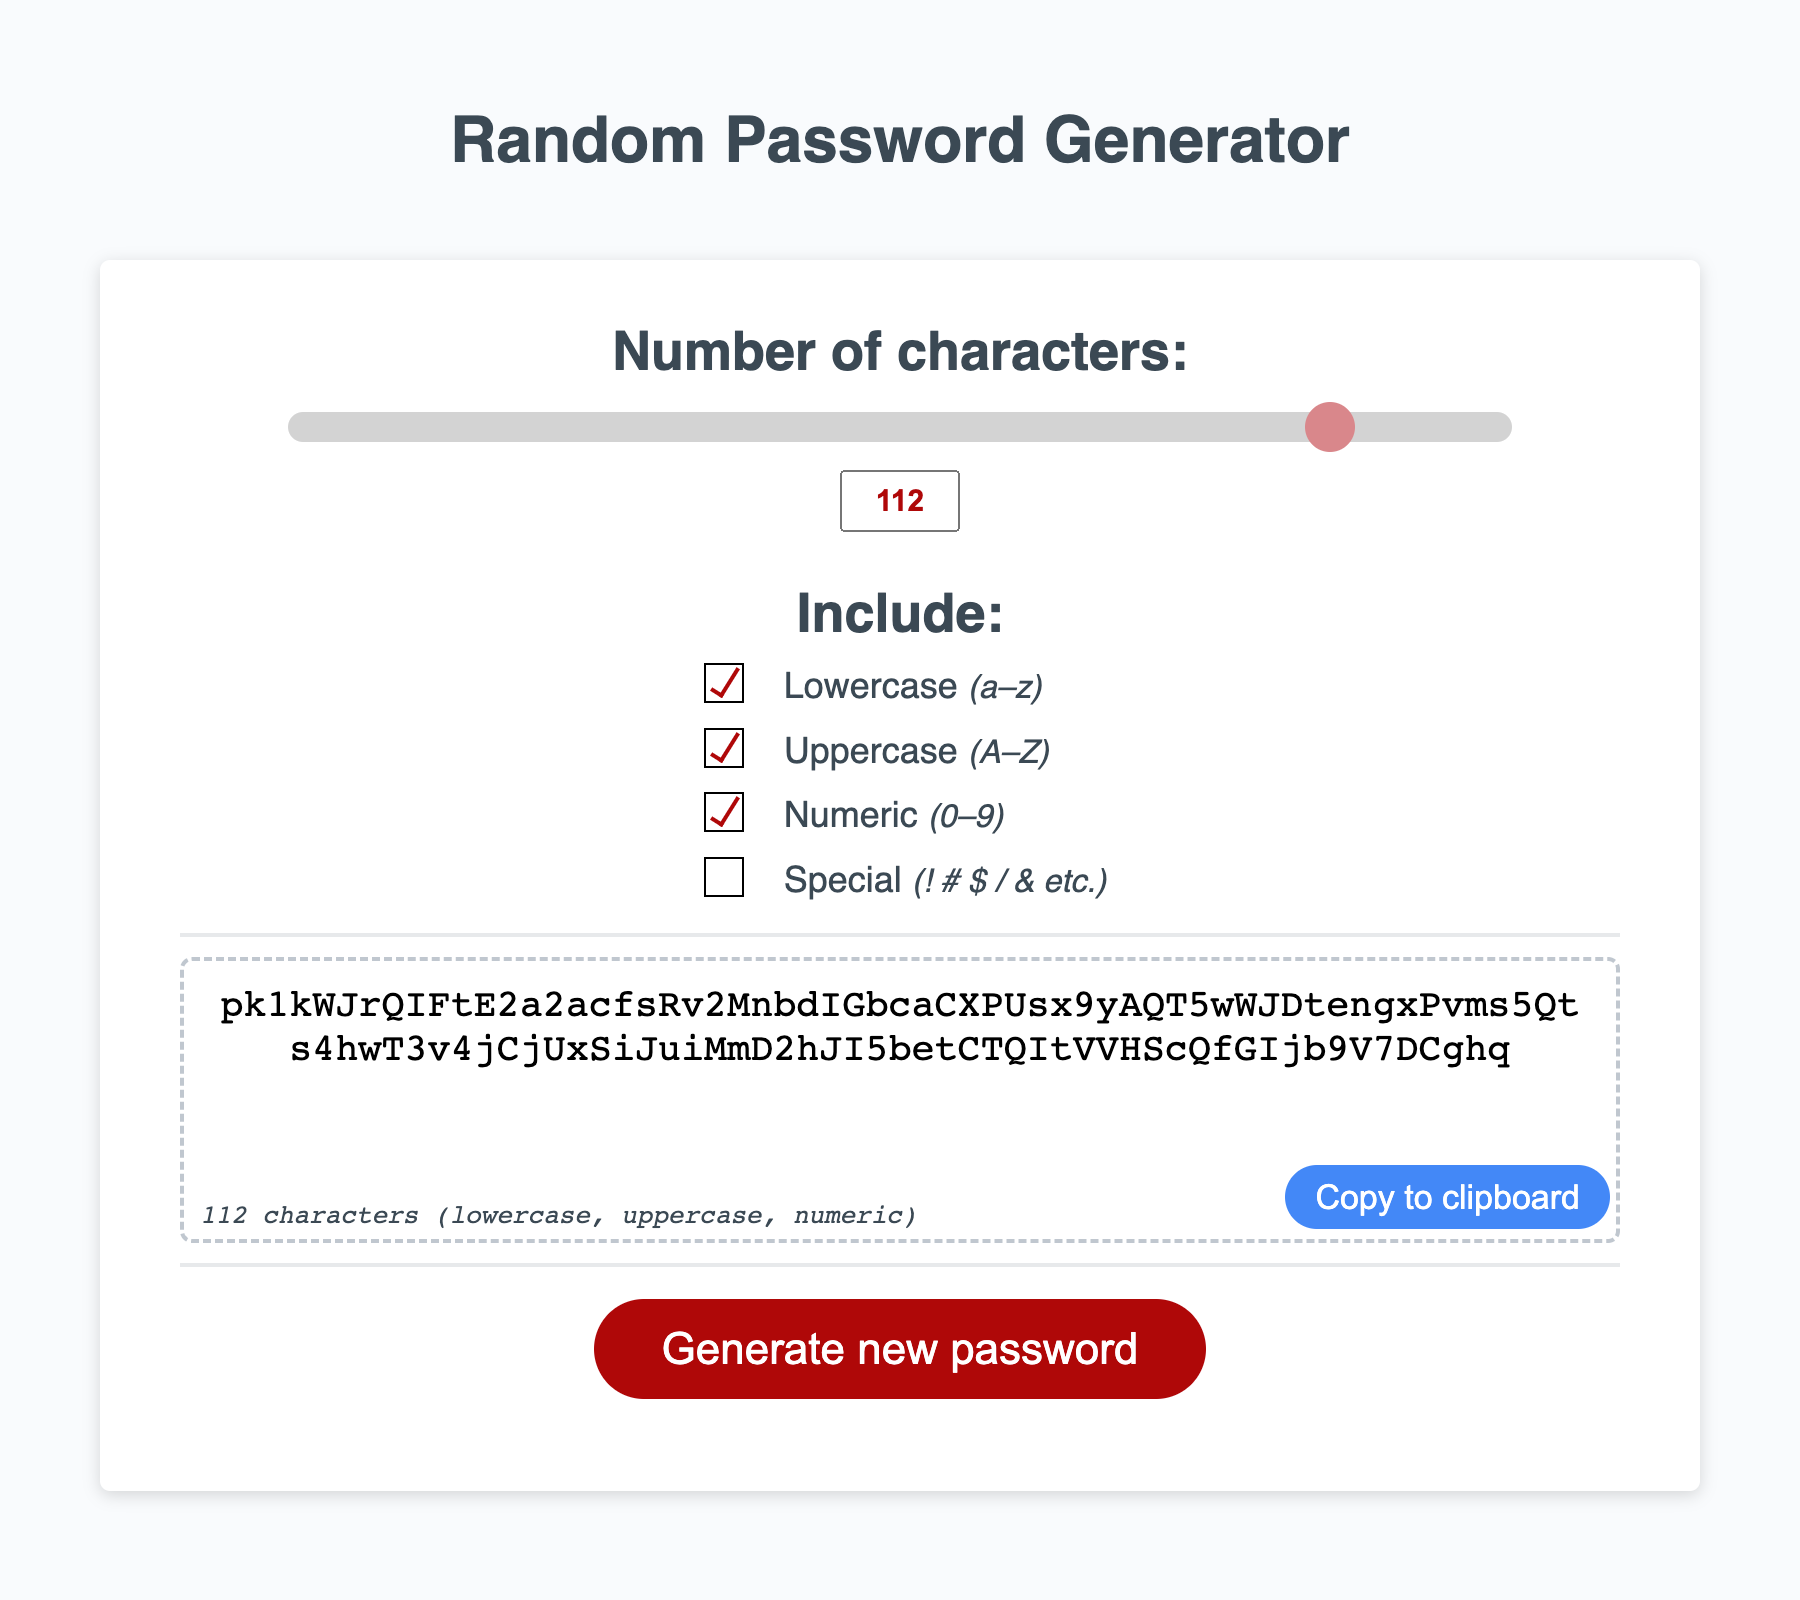 Random Password Generator
Number of characters:
112
Include:
Lowercase (a–z)
Uppercase (A–Z)
Numeric (0–9)
Special (! # $ / & etc.)
pk1kWJrQIFtE2a2acfsRv2MnbdIGbcaCXPUsx9yAQT5wWJDtengxPvms5Qt
s4hwT3v4jCjUxSiJuiMmD2hJI5betCTQItVVHScQfGIjb9V7DCghq
112 characters (lowercase, uppercase, numeric)
Copy to clipboard
Generate new password